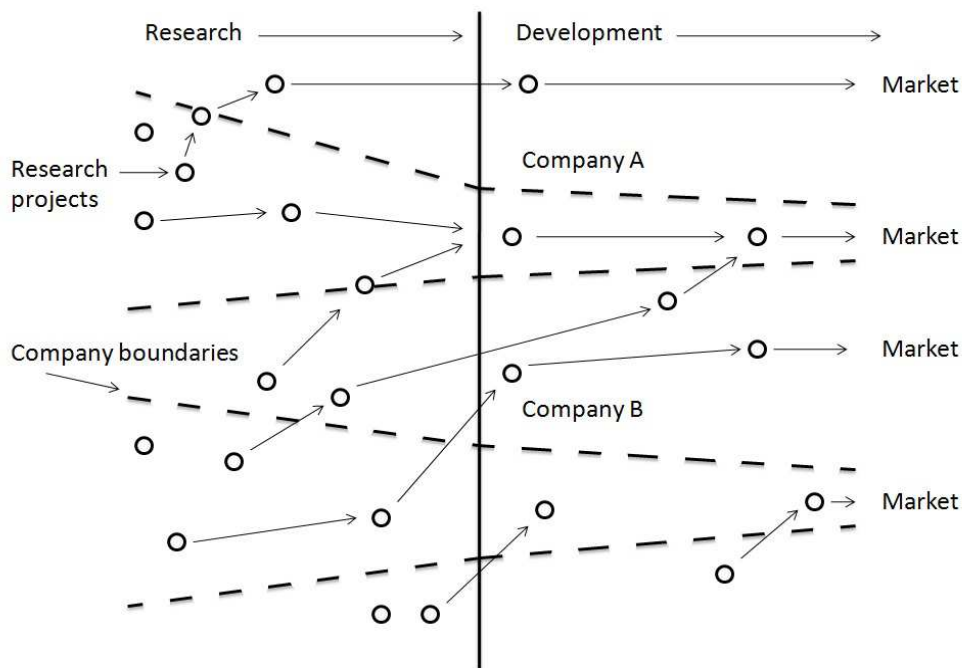 Research
Development
Market
Company A
Research
projects
Market
Company boundaries
Market
Company B
Market